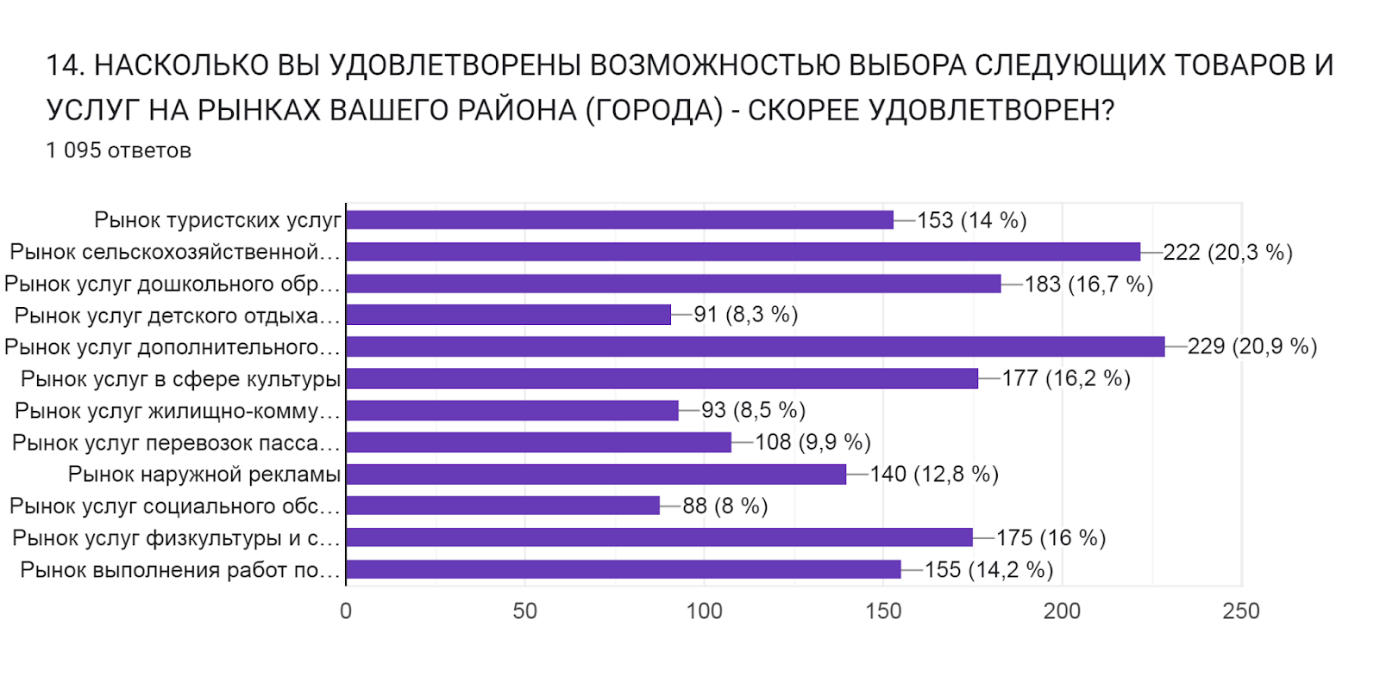 14. НАСКОЛЬКО ВЫ УДОВЛЕТВОРЕНЫ ВОЗМОЖНОСТЬЮ ВЫБОРА СЛЕДУЮЩИХ ТОВАРОВ И
УСЛУГ НА РЫНКАХ ВАШЕГО РАЙОНА (ГОРОДА) - СКОРЕЕ УДОВЛЕТВОРЕН?
1 095 ответов
Рынок туристских услуг 153 (14 %)
Рынок сельскохозяйственной… 222 (20,3 %)
Рынок услуг дошкольного обр… 183 (16,7 %)
Рынок услуг детского отдыха… 91 (8,3 %)
Рынок услуг дополнительного… 229 (20,9 %)
Рынок услуг в сфере культуры 177 (16,2 %)
Рынок услуг жилищно-комму… 93 (8,5 %)
Рынок услуг перевозок пасса… 108 (9,9 %)
Рынок наружной рекламы 140 (12,8 %)
Рынок услуг социального обс… 88 (8 %)
Рынок услуг физкультуры и с… 175 (16 %)
Рынок выполнения работ по… 155 (14,2 %)
0 50 100 150 200 250